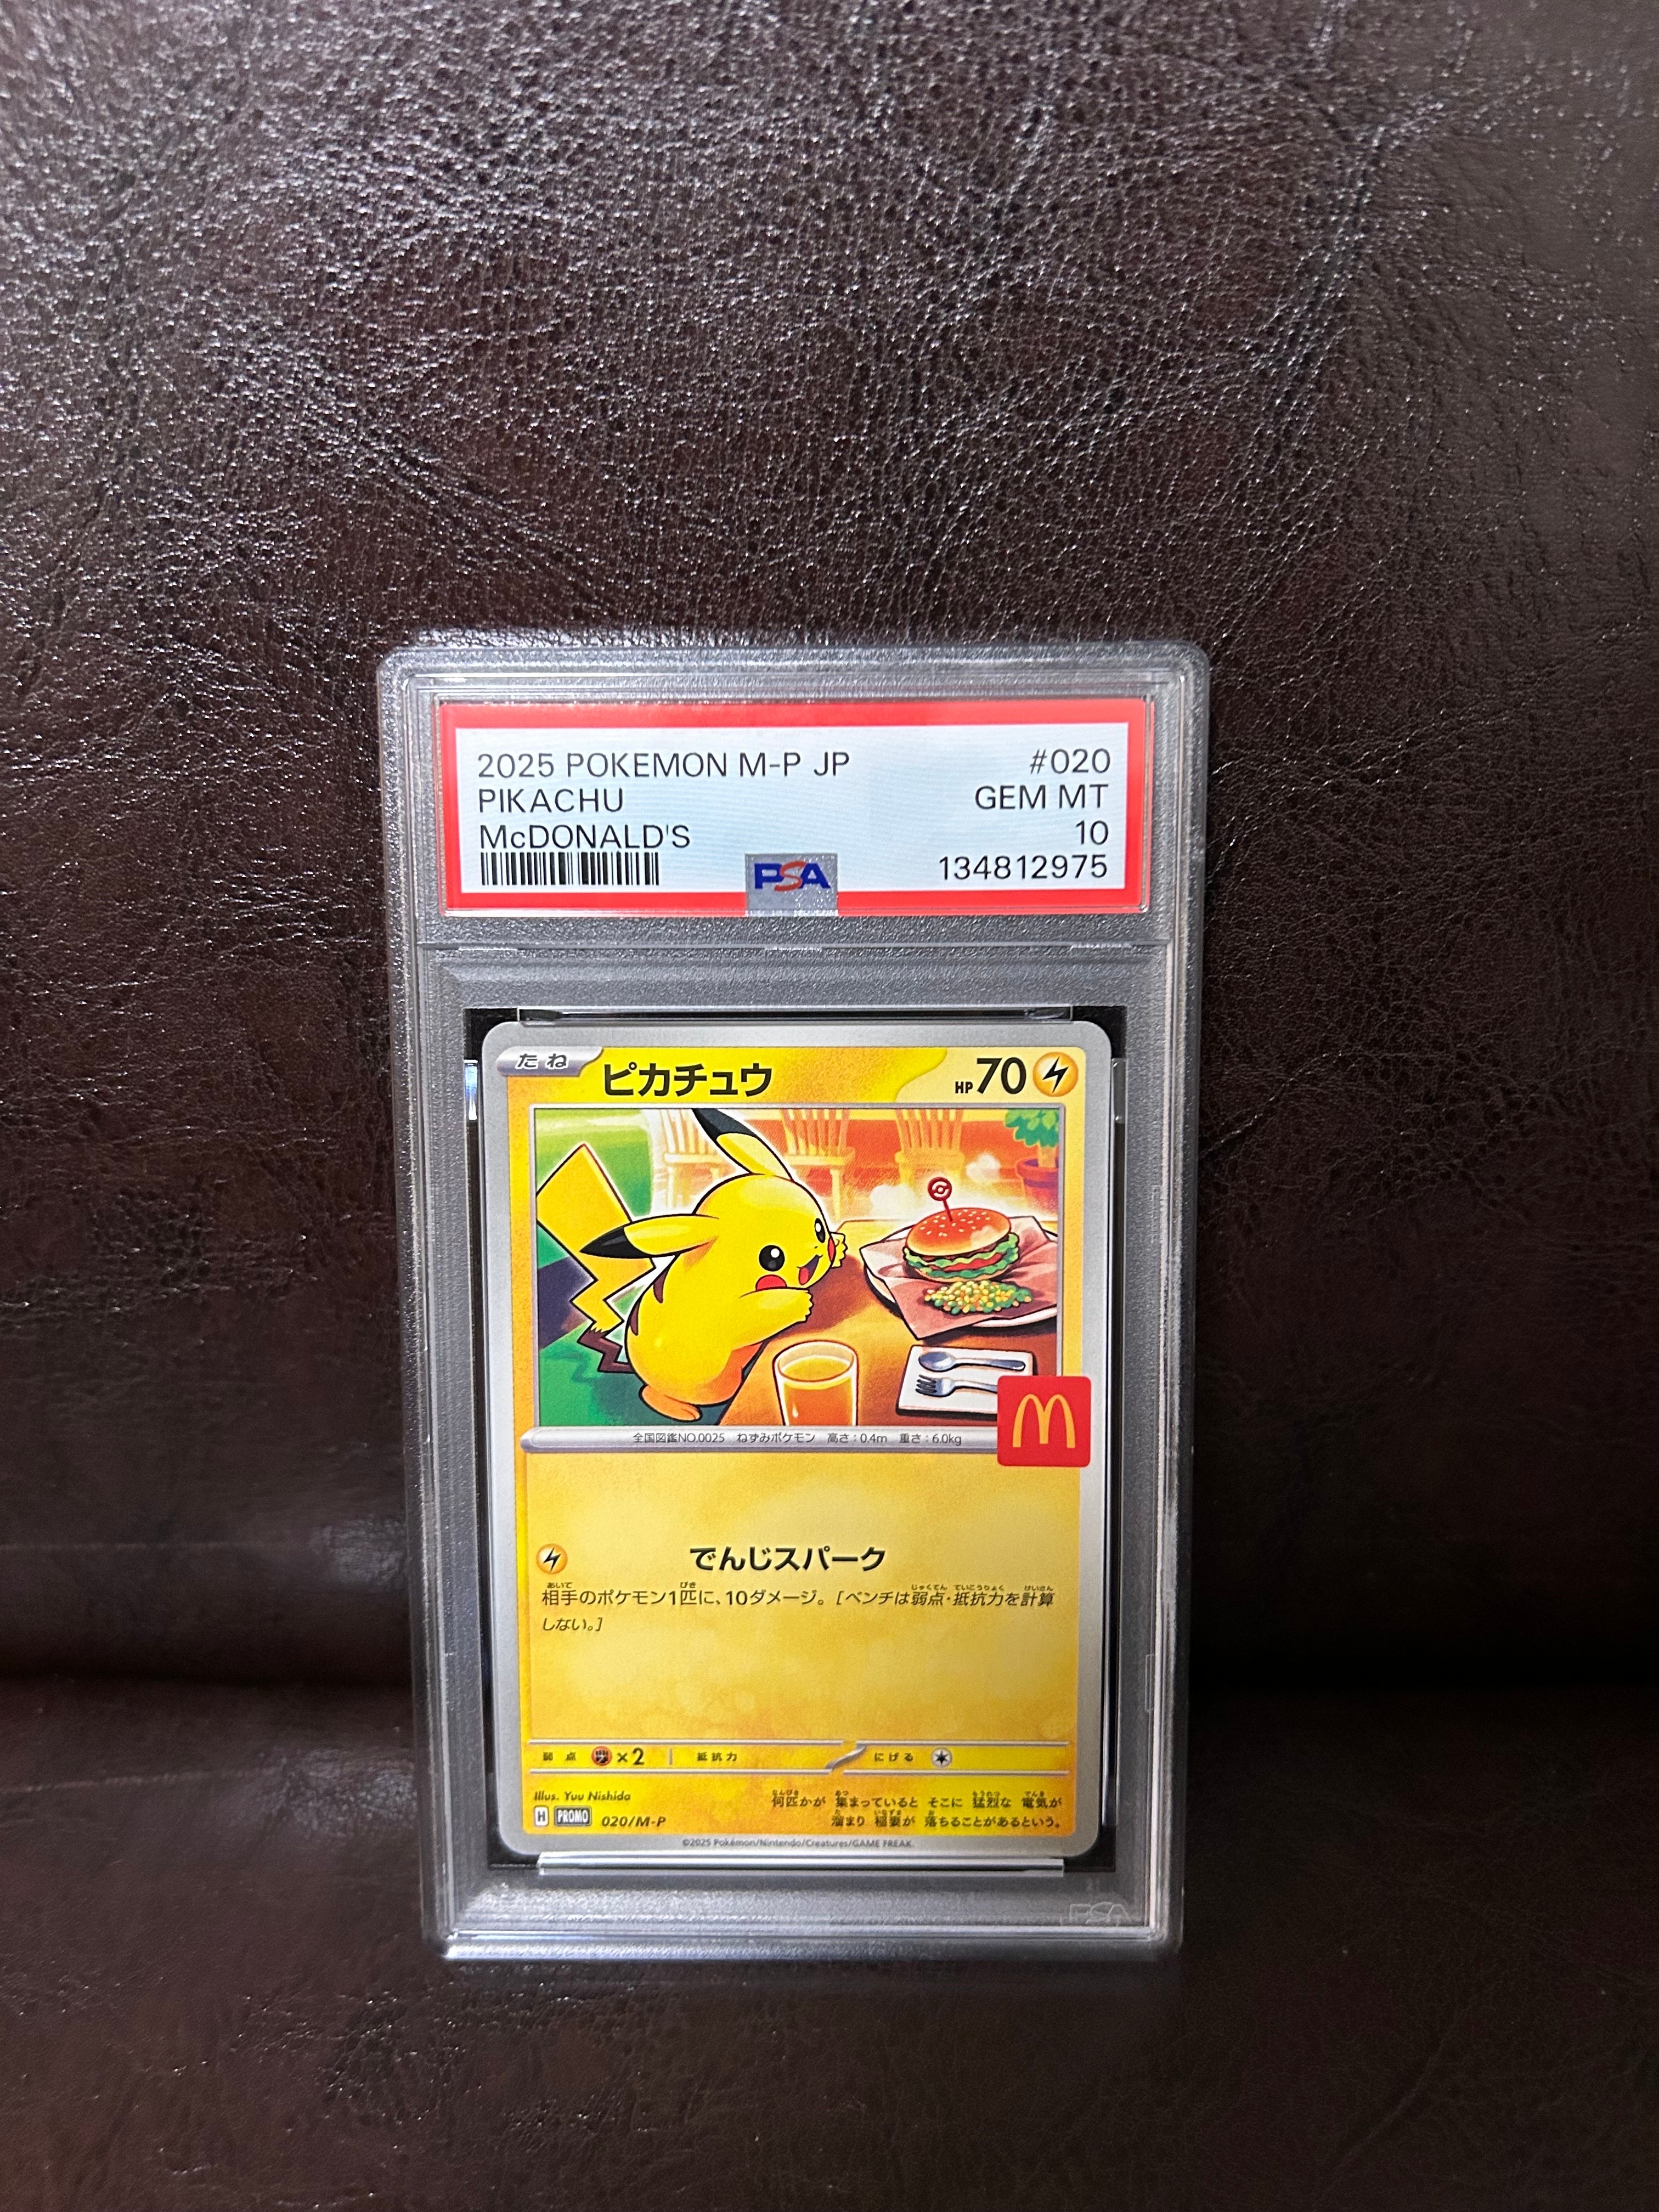 2025 POKEMON M-P JP #020
PIKACHU GEM MT
McDONALD'S 10
PSA 134812975
たね ピカチュウ HP70
全国図鑑NO.0025 ねずみポケモン 高さ：0.4m 重さ：6.0kg
でんじスパーク
相手のポケモン1匹に、10ダメージ。[ベンチは弱点・抵抗力を計算
しない。]
弱点 ×2 抵抗力 にげる
Illus. Yuu Nishida
何匹かが 集まっていると そこに 猛烈な 電気が
溜まり 稲妻が 落ちることがあるという。
H PROMO 020/M-P
©2025 Pokémon/Nintendo/Creatures/GAME FREAK.
PSA